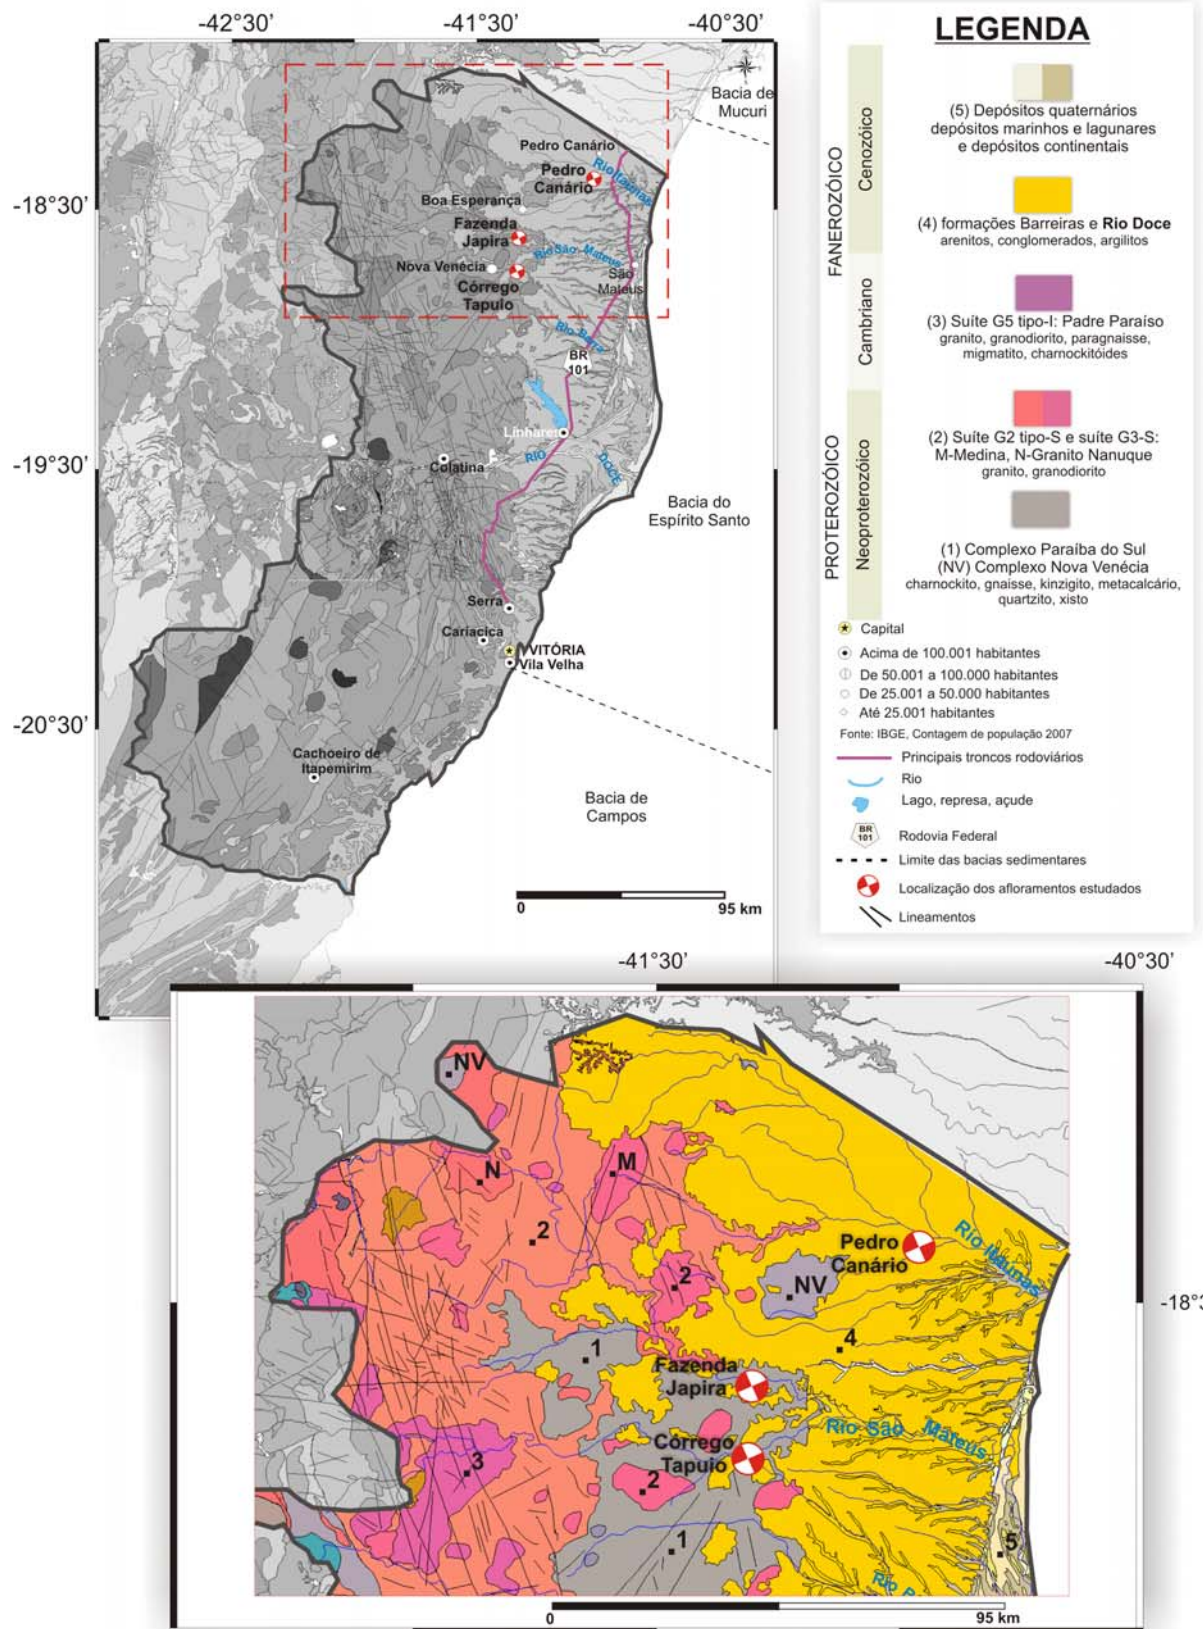 -42°30'
-41°30'
-40°30'
Bacia de
Mucuri
Pedro Canário
Pedro
Canário
Rio Itaúnas
-18°30'
Boa Esperança
Fazenda
Japira
Rio São Mateus
Nova Venécia
São
Mateus
Córrego
Tapuio
Rio Barra
BR
101
Linhares
-19°30'
Colatina
RIO
DOCE
Bacia do
Espírito Santo
Serra
Cariacica
VITÓRIA
Vila Velha
-20°30'
Cachoeiro de
Itapemirim
Bacia de
Campos
0
95 km
LEGENDA
FANEROZÓICO
Cenozóico
(5) Depósitos quaternários
depósitos marinhos e lagunares
e depósitos continentais
(4) formações Barreiras e Rio Doce
arenitos, conglomerados, argilitos
Cambriano
(3) Suíte G5 tipo-I: Padre Paraíso
granito, granodiorito, paragnaisse,
migmatito, charnockitóides
PROTEROZÓICO
Neoproterozóico
(2) Suíte G2 tipo-S e suíte G3-S:
M-Medina, N-Granito Nanuque
granito, granodiorito
(1) Complexo Paraíba do Sul
(NV) Complexo Nova Venécia
charnockito, gnaisse, kinzigito, metacalcário,
quartzito, xisto
Capital
Acima de 100.001 habitantes
De 50.001 a 100.000 habitantes
De 25.001 a 50.000 habitantes
Até 25.001 habitantes
Fonte: IBGE, Contagem de população 2007
Principais troncos rodoviários
Rio
Lago, represa, açude
BR
101
Rodovia Federal
Limite das bacias sedimentares
Localização dos afloramentos estudados
Lineamentos
-41°30'
-40°30'
NV
N
M
2
Pedro
Canário
Rio Itaúnas
2
NV
-18°3
4
1
Fazenda
Japira
Rio São Mateus
Córrego
Tapuio
3
2
1
5
0
95 km